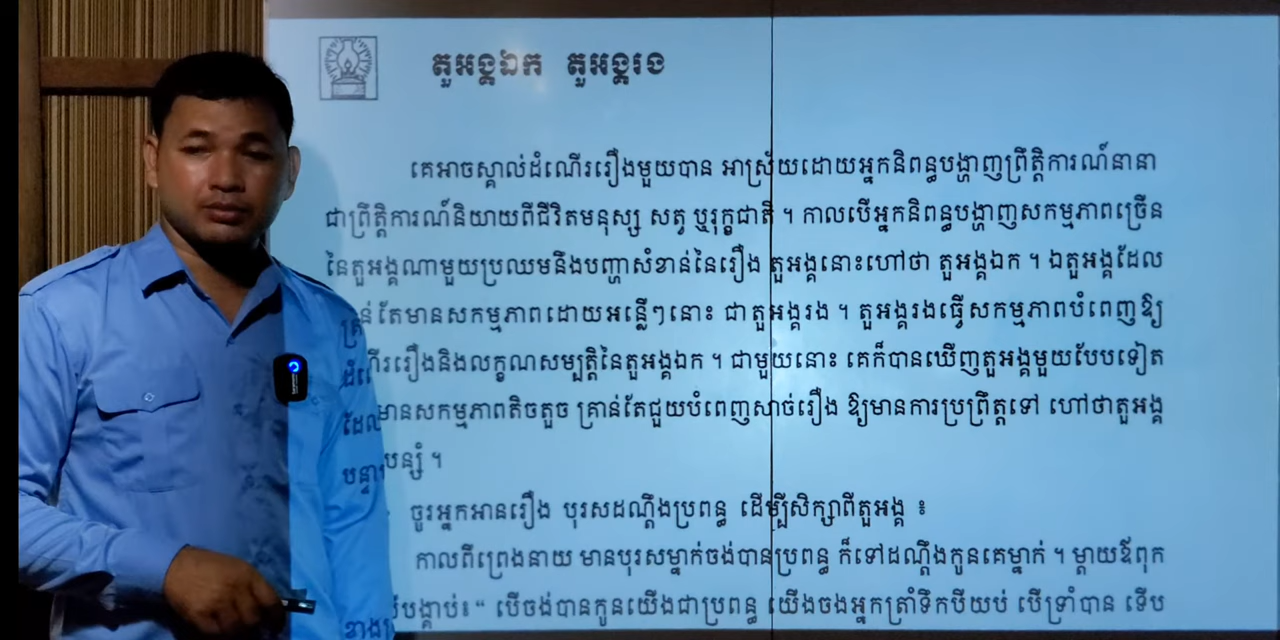 តួអង្គឯក តួអង្គរង
គេអាចស្គាល់ដំណើររឿងមួយបាន អាស្រ័យដោយអ្នកនិពន្ធបង្ហាញព្រឹត្តិការណ៍នានា
ជាព្រឹត្តិការណ៍និយាយពីជីវិតមនុស្ស សត្វ ឬរុក្ខជាតិ ។ កាលបើអ្នកនិពន្ធបង្ហាញសកម្មភាពច្រើន
នៃតួអង្គណាមួយប្រឈមនឹងបញ្ហាសំខាន់នៃរឿង តួអង្គនោះហៅថា តួអង្គឯក ។ ឯតួអង្គដែល
គ្រាន់តែមានសកម្មភាពដោយអន្លើៗនោះ ជាតួអង្គរង ។ តួអង្គរងធ្វើសកម្មភាពបំពេញឱ្យ
ដំណើររឿងនិងលក្ខណសម្បត្តិនៃតួអង្គឯក ។ ជាមួយនោះ គេក៏បានឃើញតួអង្គមួយបែបទៀត
ដែលមានសកម្មភាពតិចតួច គ្រាន់តែជួយបំពេញសាច់រឿង ឱ្យមានការប្រព្រឹត្តទៅ ហៅថាតួអង្គ
បន្ទាប់បន្សំ ។
ចូរអ្នកអានរឿង បុរសដណ្ដឹងប្រពន្ធ ដើម្បីសិក្សាពីតួអង្គ ៖
កាលពីព្រេងនាយ មានបុរសម្នាក់ចង់បានប្រពន្ធ ក៏ទៅដណ្ដឹងកូនគេម្នាក់ ។ ម្ដាយឪពុក
បង្គាប់៖“ បើចង់បានកូនយើងជាប្រពន្ធ យើងចងអ្នកត្រាំទឹកបីយប់ បើទ្រាំបាន ទើប